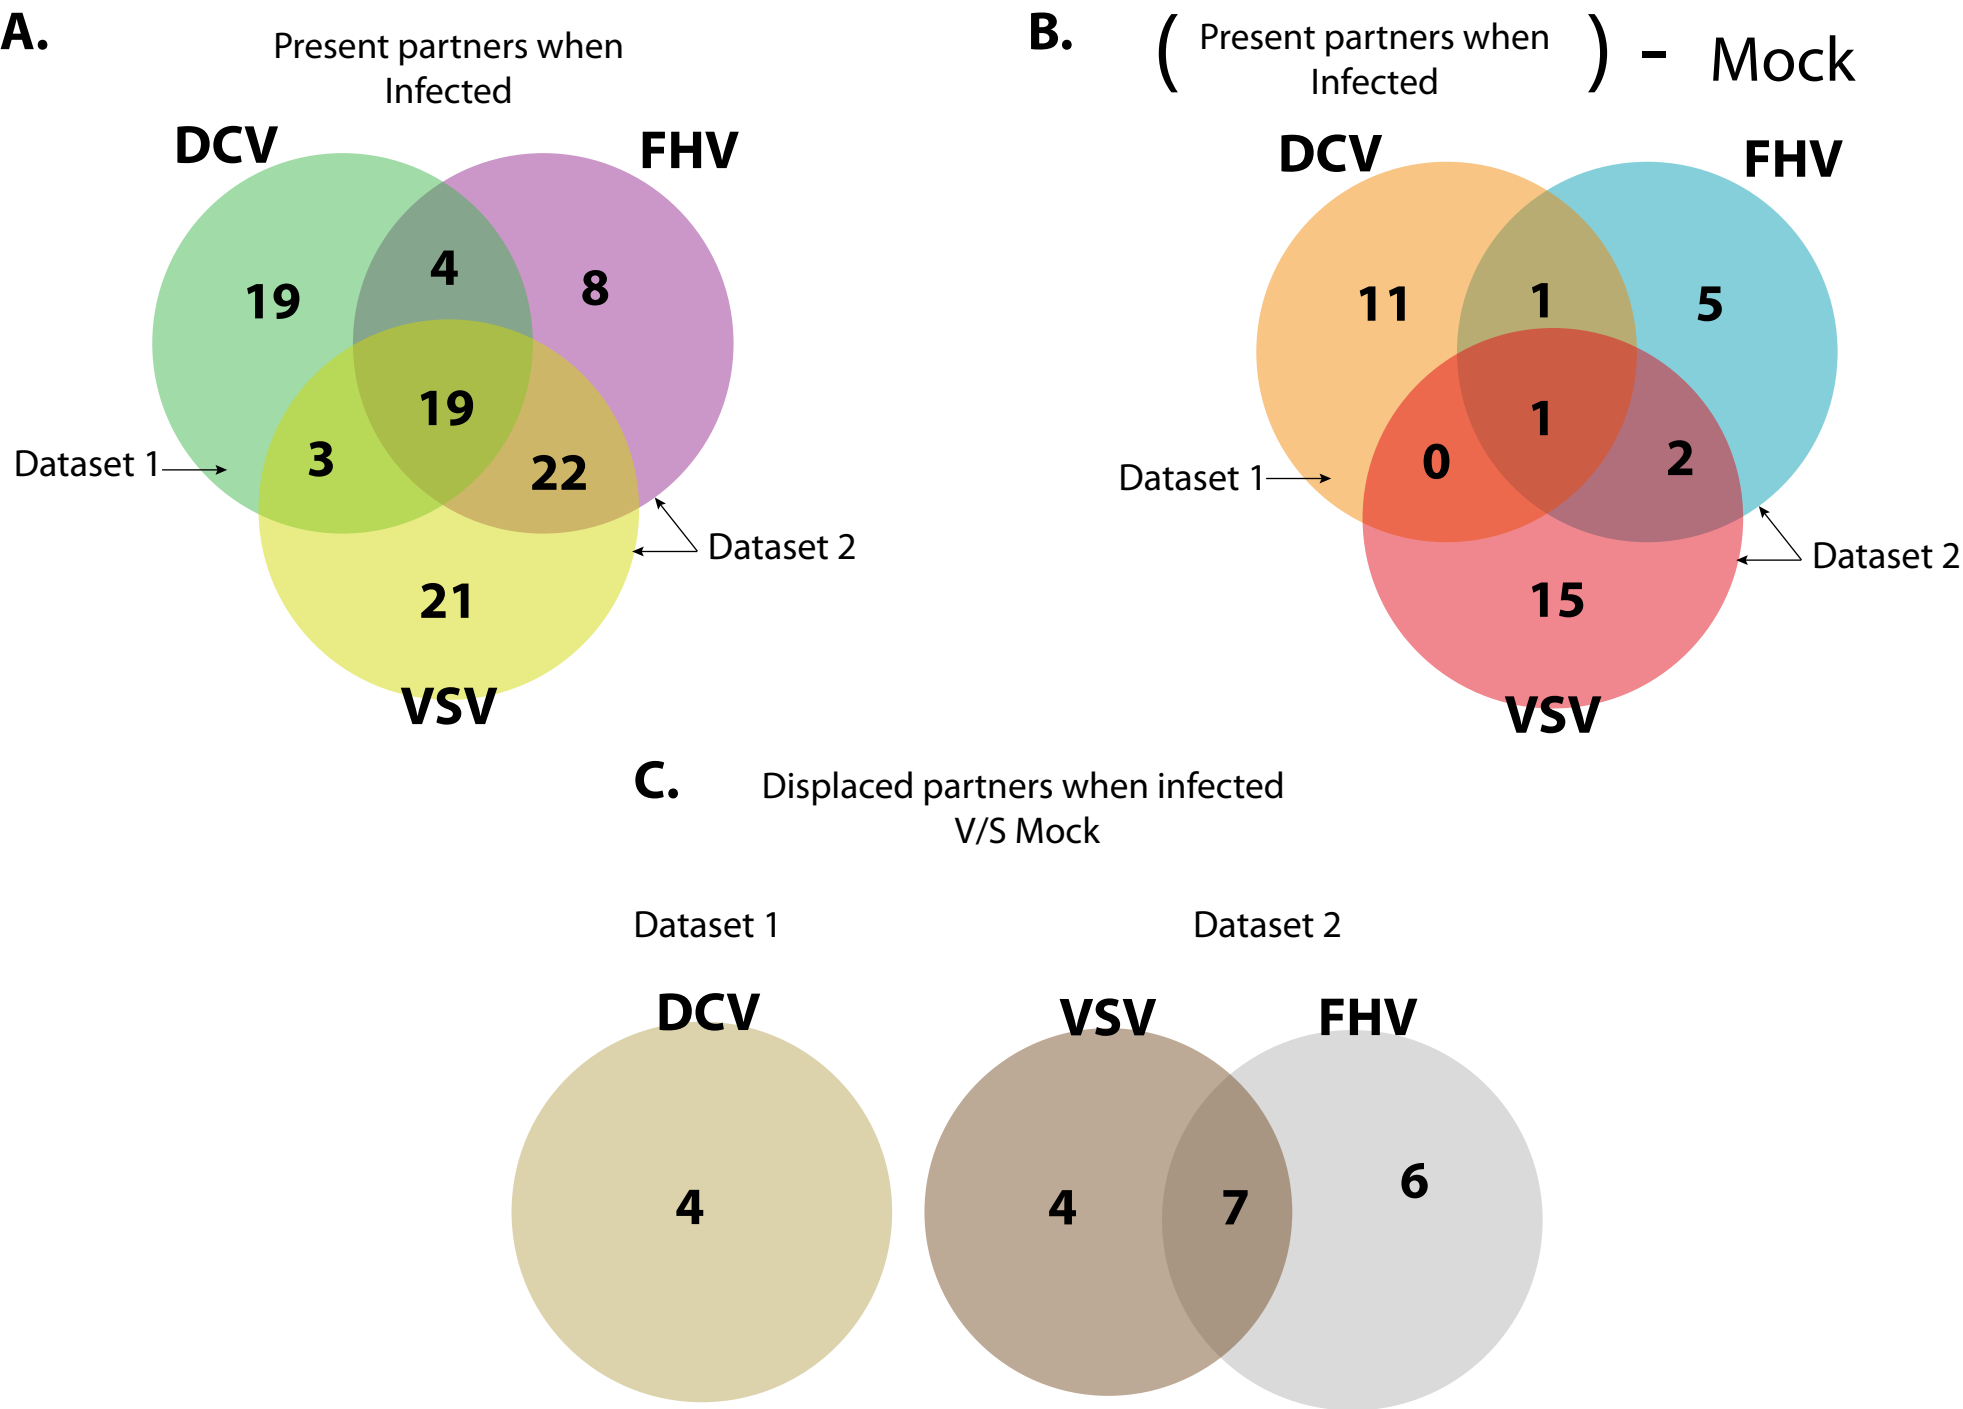 A.
Present partners when
Infected
DCV
FHV
19
4
8
19
3
22
Dataset 1
Dataset 2
21
VSV
B.
( Present partners when
Infected ) - Mock
DCV
FHV
11
1
5
1
0
2
Dataset 1
Dataset 2
15
VSV
C.
Displaced partners when infected
V/S Mock
Dataset 1
Dataset 2
DCV
VSV
FHV
4
4
7
6